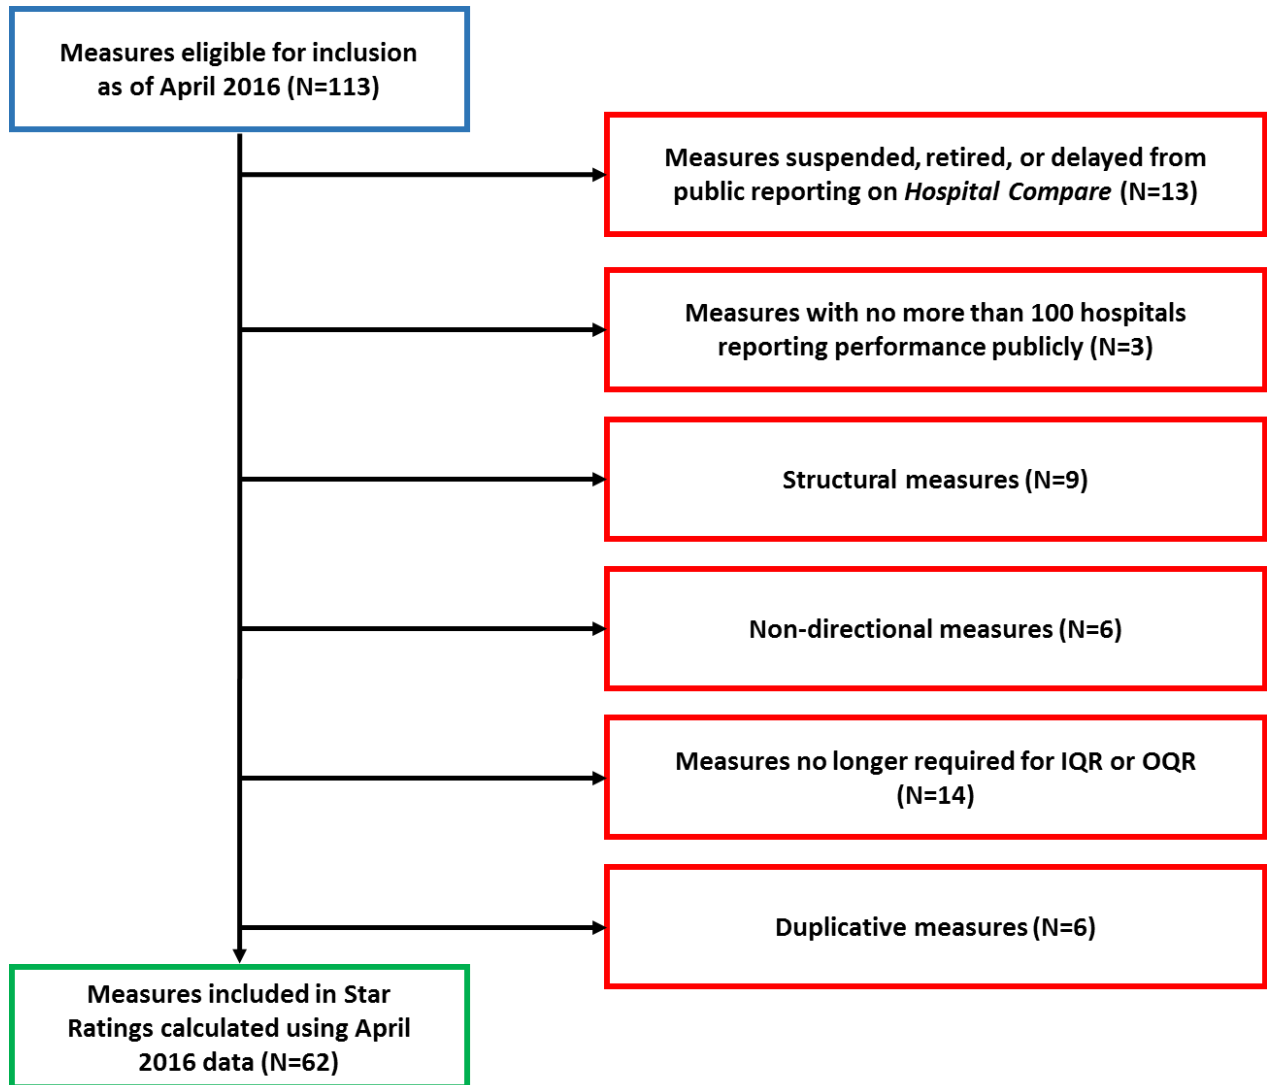 Measures eligible for inclusion
as of April 2016 (N=113)
Measures suspended, retired, or delayed from
public reporting on Hospital Compare (N=13)
Measures with no more than 100 hospitals
reporting performance publicly (N=3)
Structural measures (N=9)
Non-directional measures (N=6)
Measures no longer required for IQR or OQR
(N=14)
Duplicative measures (N=6)
Measures included in Star
Ratings calculated using April
2016 data (N=62)